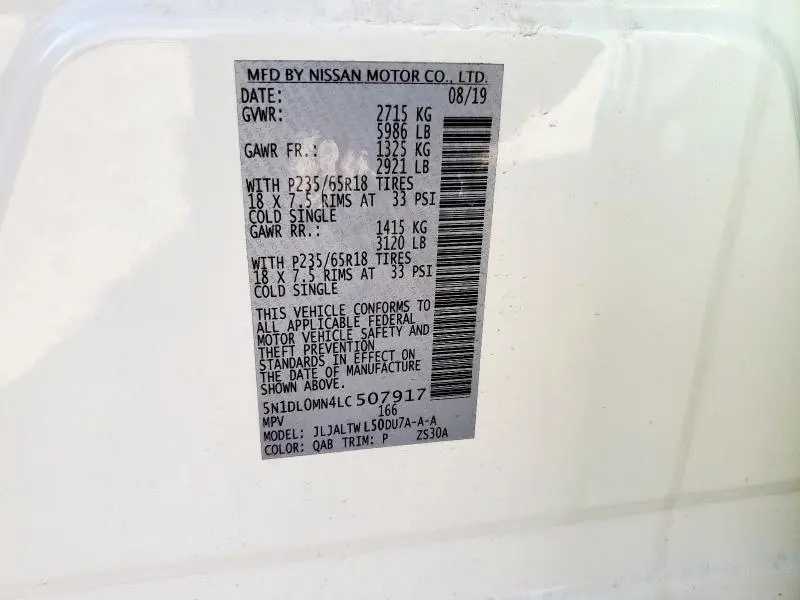 MFD BY NISSAN MOTOR CO., LTD.
DATE: 08/19
GVWR: 2715 KG
5986 LB
GAWR FR.: 1325 KG
2921 LB
WITH P235/65R18 TIRES
18 X 7.5 RIMS AT 33 PSI
COLD SINGLE
GAWR RR.: 1415 KG
3120 LB
WITH P235/65R18 TIRES
18 X 7.5 RIMS AT 33 PSI
COLD SINGLE
THIS VEHICLE CONFORMS TO
ALL APPLICABLE FEDERAL
MOTOR VEHICLE SAFETY AND
THEFT PREVENTION
STANDARDS IN EFFECT ON
THE DATE OF MANUFACTURE
SHOWN ABOVE.
5N1DL0MN4LC507917
MPV 166
MODEL: JLJALTWL50DU7A-A-A
COLOR: QAB TRIM: P ZS30A